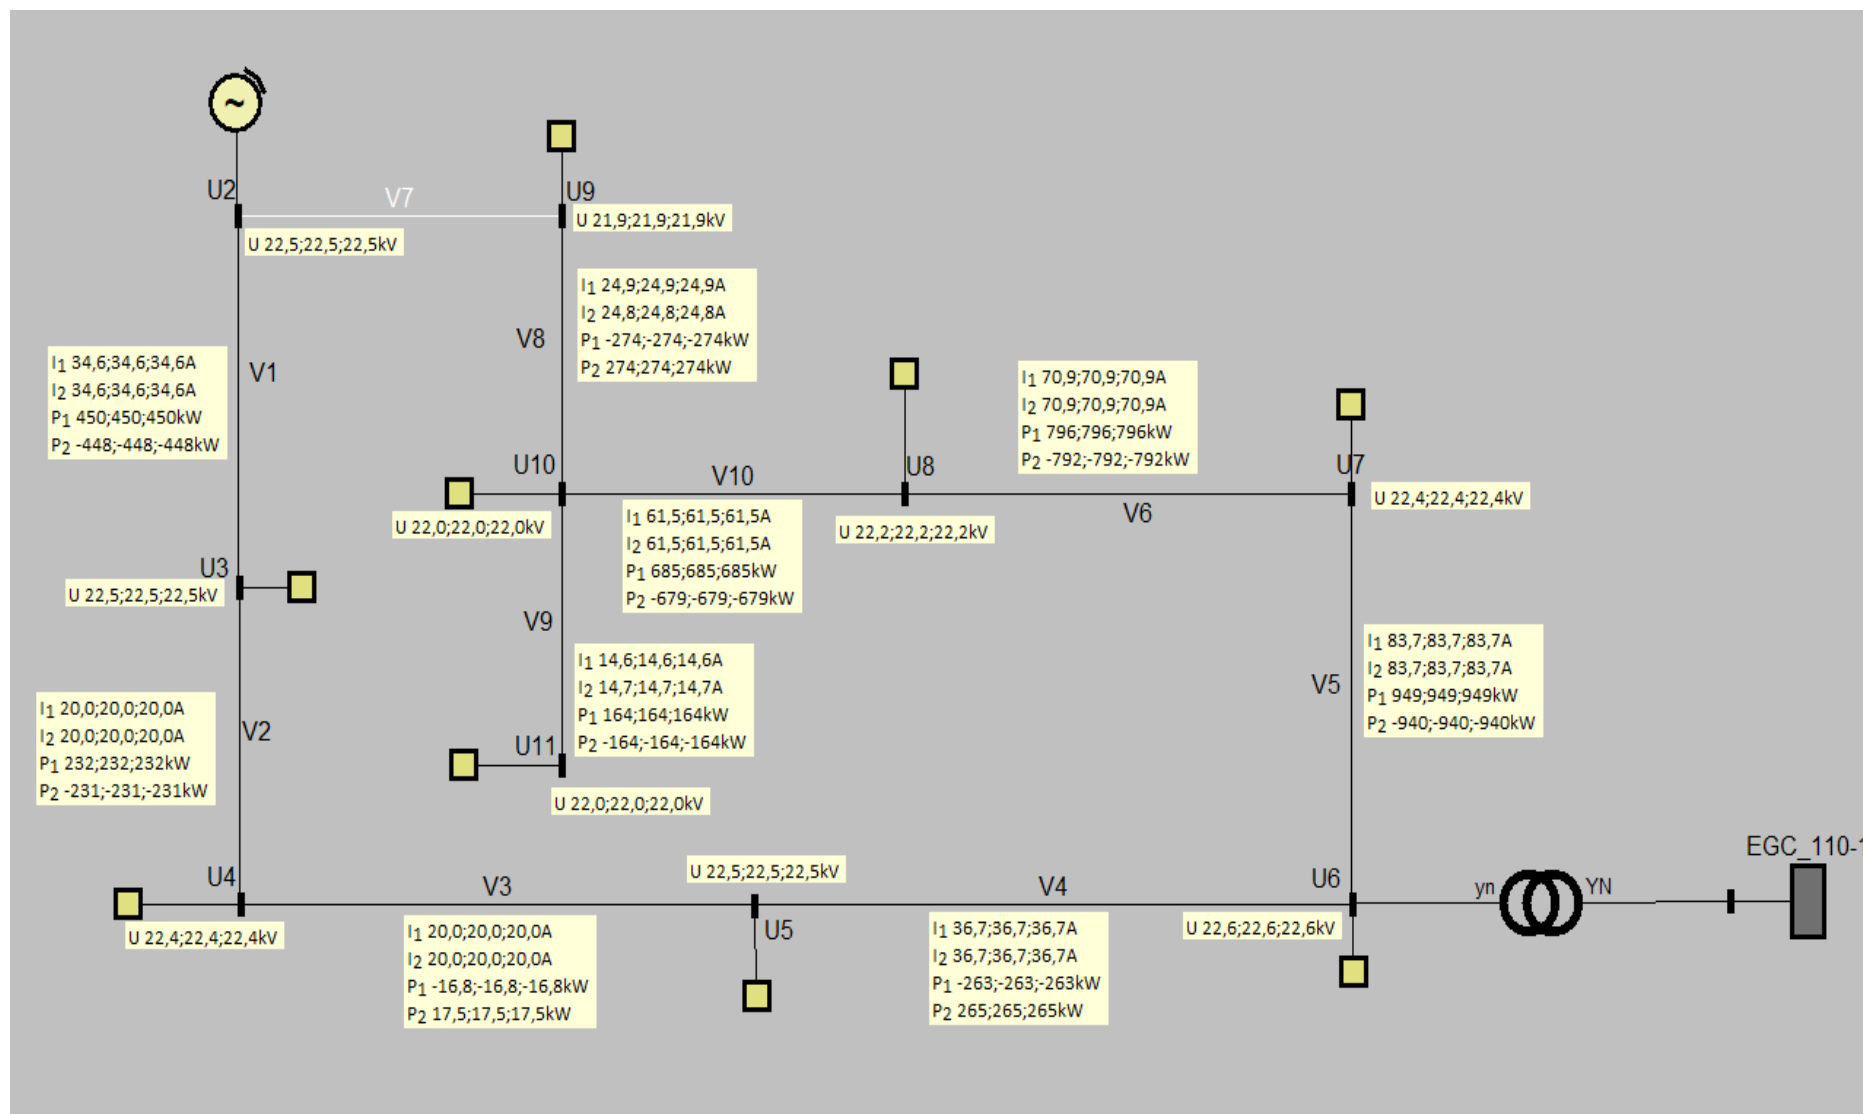 ~
U2
V7
U9
U 21,9;21,9;21,9kV
U 22,5;22,5;22,5kV
I1 24,9;24,9;24,9A
I2 24,8;24,8;24,8A
P1 -274;-274;-274kW
P2 274;274;274kW
V8
I1 34,6;34,6;34,6A
I2 34,6;34,6;34,6A
P1 450;450;450kW
P2 -448;-448;-448kW
V1
I1 70,9;70,9;70,9A
I2 70,9;70,9;70,9A
P1 796;796;796kW
P2 -792;-792;-792kW
U10
V10
U8
U7
U 22,4;22,4;22,4kV
V6
U 22,0;22,0;22,0kV
I1 61,5;61,5;61,5A
I2 61,5;61,5;61,5A
P1 685;685;685kW
P2 -679;-679;-679kW
U 22,2;22,2;22,2kV
U3
U 22,5;22,5;22,5kV
V9
I1 14,6;14,6;14,6A
I2 14,7;14,7;14,7A
P1 164;164;164kW
P2 -164;-164;-164kW
V5
I1 83,7;83,7;83,7A
I2 83,7;83,7;83,7A
P1 949;949;949kW
P2 -940;-940;-940kW
I1 20,0;20,0;20,0A
I2 20,0;20,0;20,0A
P1 232;232;232kW
P2 -231;-231;-231kW
V2
U11
U 22,0;22,0;22,0kV
EGC_110-1
U4
V3
U 22,5;22,5;22,5kV
V4
U6
yn
YN
U 22,4;22,4;22,4kV
I1 20,0;20,0;20,0A
I2 20,0;20,0;20,0A
P1 -16,8;-16,8;-16,8kW
P2 17,5;17,5;17,5kW
U5
I1 36,7;36,7;36,7A
I2 36,7;36,7;36,7A
P1 -263;-263;-263kW
P2 265;265;265kW
U 22,6;22,6;22,6kV